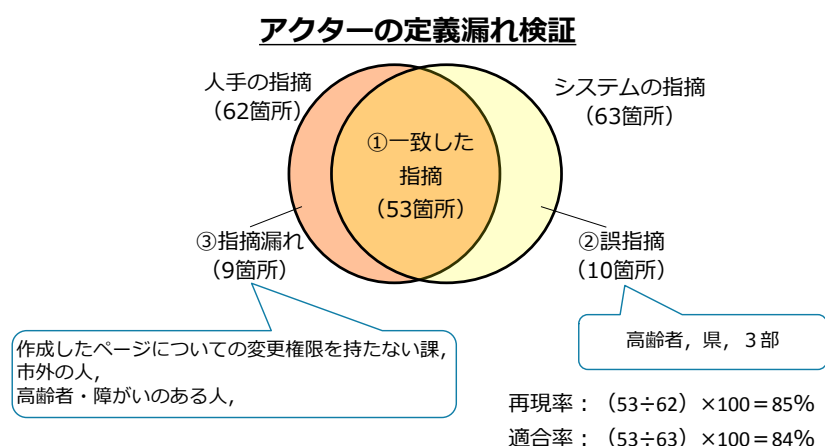 アクターの定義漏れ検証
人手の指摘
（62箇所）
システムの指摘
（63箇所）
①一致した
指摘
（53箇所）
③指摘漏れ
（9箇所）
②誤指摘
（10箇所）
作成したページについての変更権限を持たない課，
市外の人，
高齢者・障がいのある人，
高齢者，県，３部
再現率：（53÷62）×100＝85%
適合率：（53÷63）×100＝84%